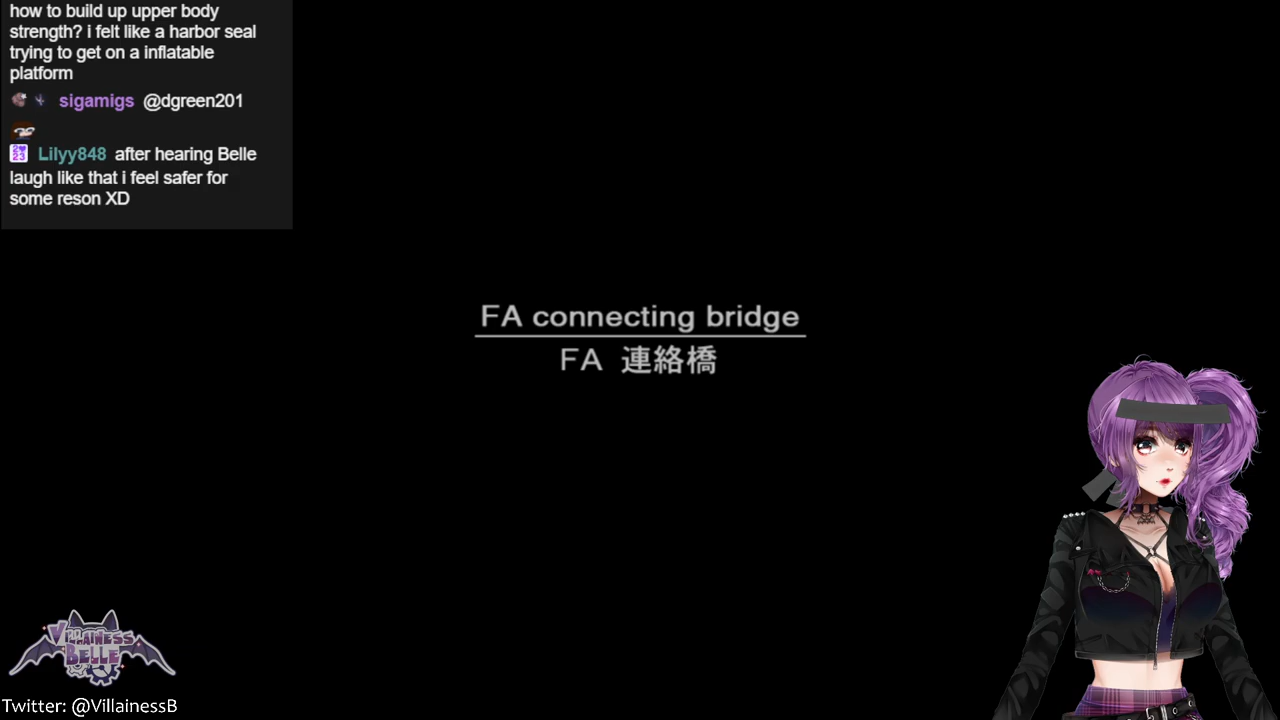 how to build up upper body
strength? i felt like a harbor seal
trying to get on a inflatable
platform
sigamigs @dgreen201
2♥
23
Lilyy848 after hearing Belle
laugh like that i feel safer for
some reson XD
FA connecting bridge
FA 連絡橋
VILLAINESS
BELLE
Twitter: @VillainessB